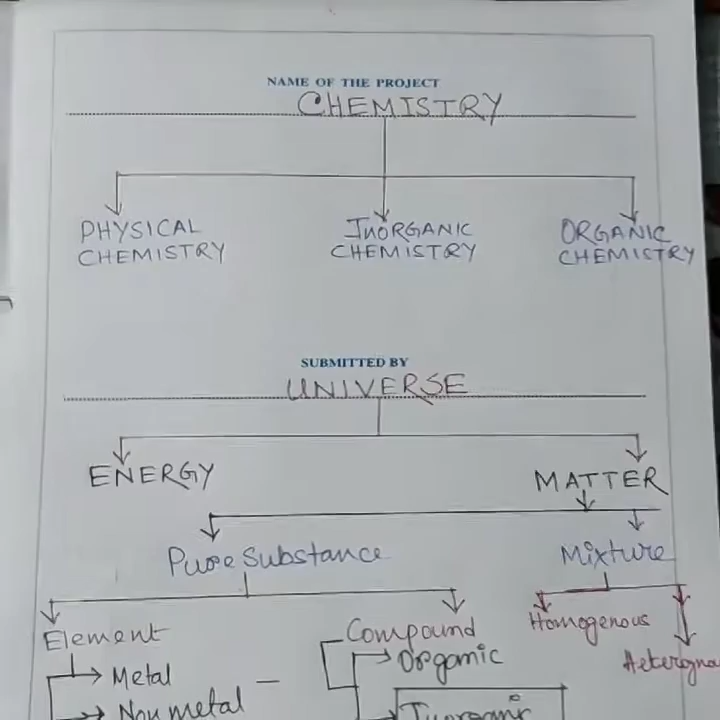 NAME OF THE PROJECT
CHEMISTRY
PHYSICAL CHEMISTRY
INORGANIC CHEMISTRY
ORGANIC CHEMISTRY
SUBMITTED BY
UNIVERSE
ENERGY
MATTER
Pure Substance
Mixture
Element
Compound
Homogenous
Metal
Organic
Non metal
Inorganic